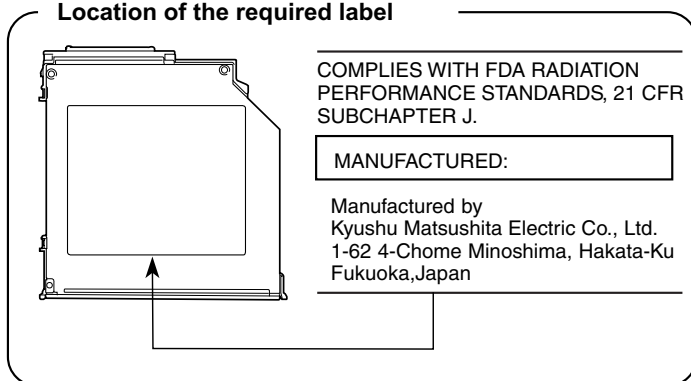 Location of the required label
COMPLIES WITH FDA RADIATION
PERFORMANCE STANDARDS, 21 CFR
SUBCHAPTER J.
MANUFACTURED:
Manufactured by
Kyushu Matsushita Electric Co., Ltd.
1-62 4-Chome Minoshima, Hakata-Ku
Fukuoka,Japan